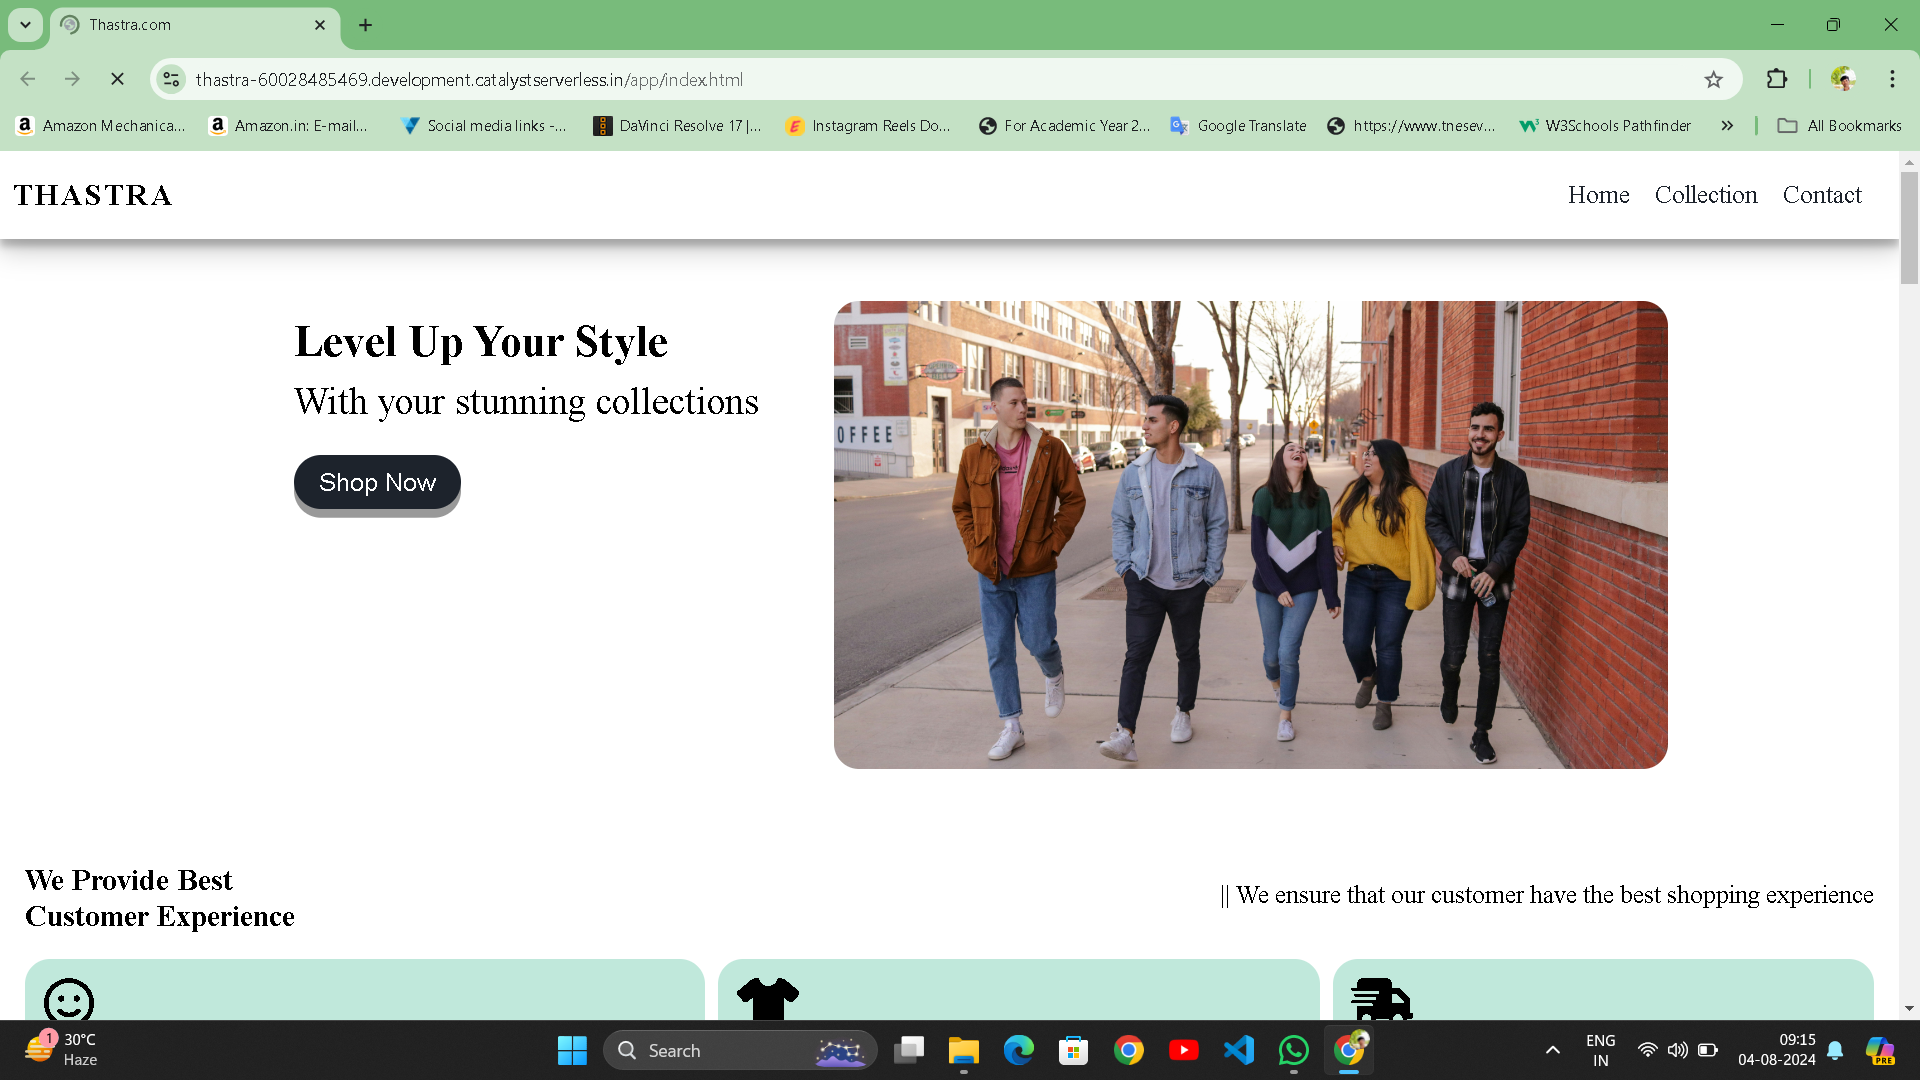 Thastra.com
thastra-60028485469.development.catalystserverless.in/app/index.html
Amazon Mechanica...
Amazon.in: E-mail...
Social media links -...
DaVinci Resolve 17 |...
Instagram Reels Do...
For Academic Year 2...
Google Translate
https://www.tnesev...
W3Schools Pathfinder
All Bookmarks
THASTRA
Home
Collection
Contact
Level Up Your Style
With your stunning collections
Shop Now
OFFEE
We Provide Best
Customer Experience
|| We ensure that our customer have the best shopping experience
1
30°C
Haze
Search
ENG
IN
09:15
04-08-2024
PRE